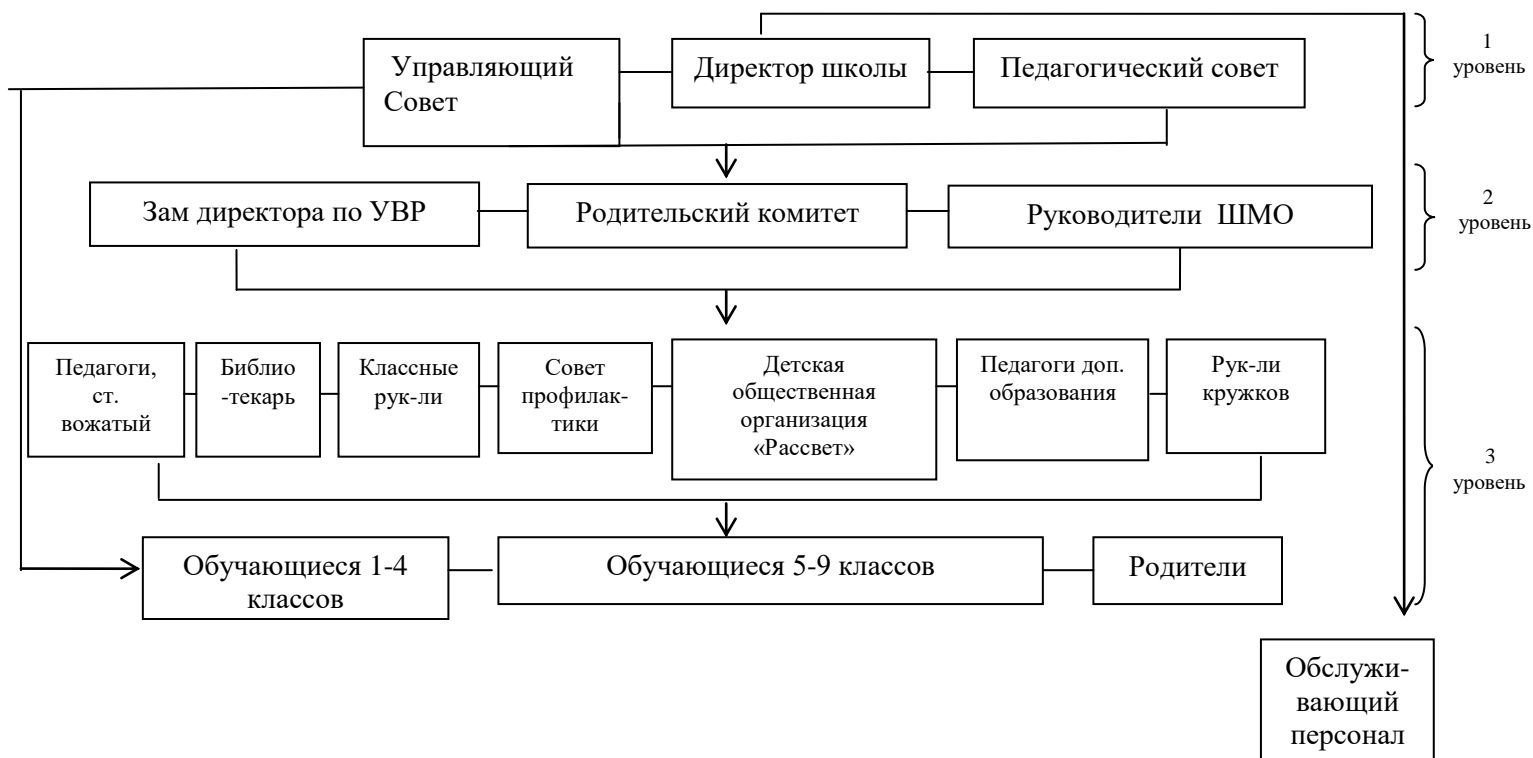 Управляющий
Совет
Директор школы
Педагогический совет
1
уровень
Зам директора по УВР
Родительский комитет
Руководители ШМО
2
уровень
Педагоги,
ст.
вожатый
Библио
-текарь
Классные
рук-ли
Совет
профилак-
тики
Детская
общественная
организация
«Рассвет»
Педагоги доп.
образования
Рук-ли
кружков
3
уровень
Обучающиеся 1-4
классов
Обучающиеся 5-9 классов
Родители
Обслужи-
вающий
персонал